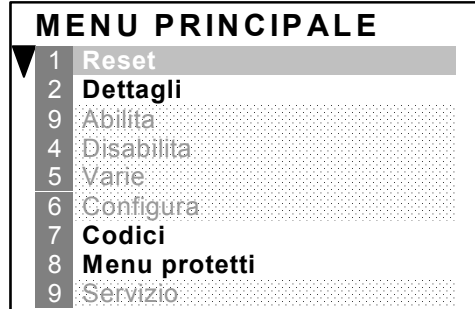 MENU PRINCIPALE
1 Reset
2 Dettagli
9 Abilita
4 Disabilita
5 Varie
6 Configura
7 Codici
8 Menu protetti
9 Servizio